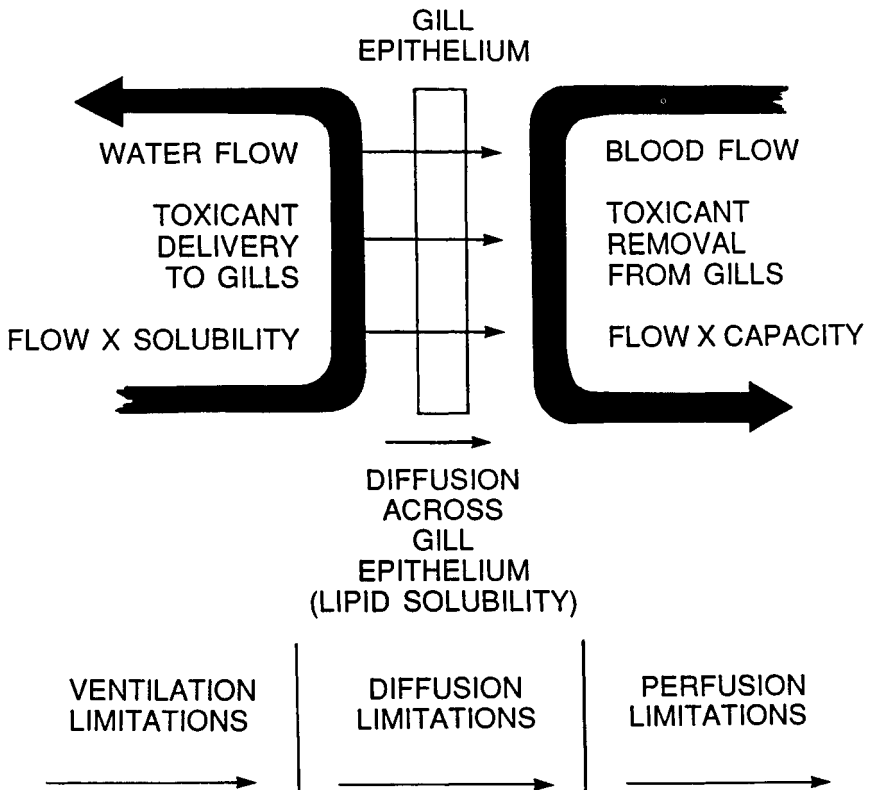 GILL
EPITHELIUM
WATER FLOW
TOXICANT
DELIVERY
TO GILLS
FLOW X SOLUBILITY
BLOOD FLOW
TOXICANT
REMOVAL
FROM GILLS
FLOW X CAPACITY
DIFFUSION
ACROSS
GILL
EPITHELIUM
(LIPID SOLUBILITY)
VENTILATION
LIMITATIONS
DIFFUSION
LIMITATIONS
PERFUSION
LIMITATIONS